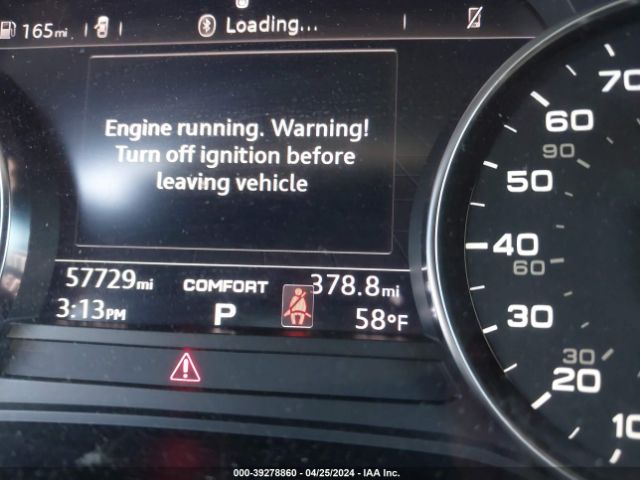 165mi
Loading...
Engine running. Warning!
Turn off ignition before
leaving vehicle
57729mi COMFORT 378.8mi
3:13PM P 58°F
70
60
90
50
40
60
30
30
20
10
000-39278860 - 04/25/2024 - IAA Inc.